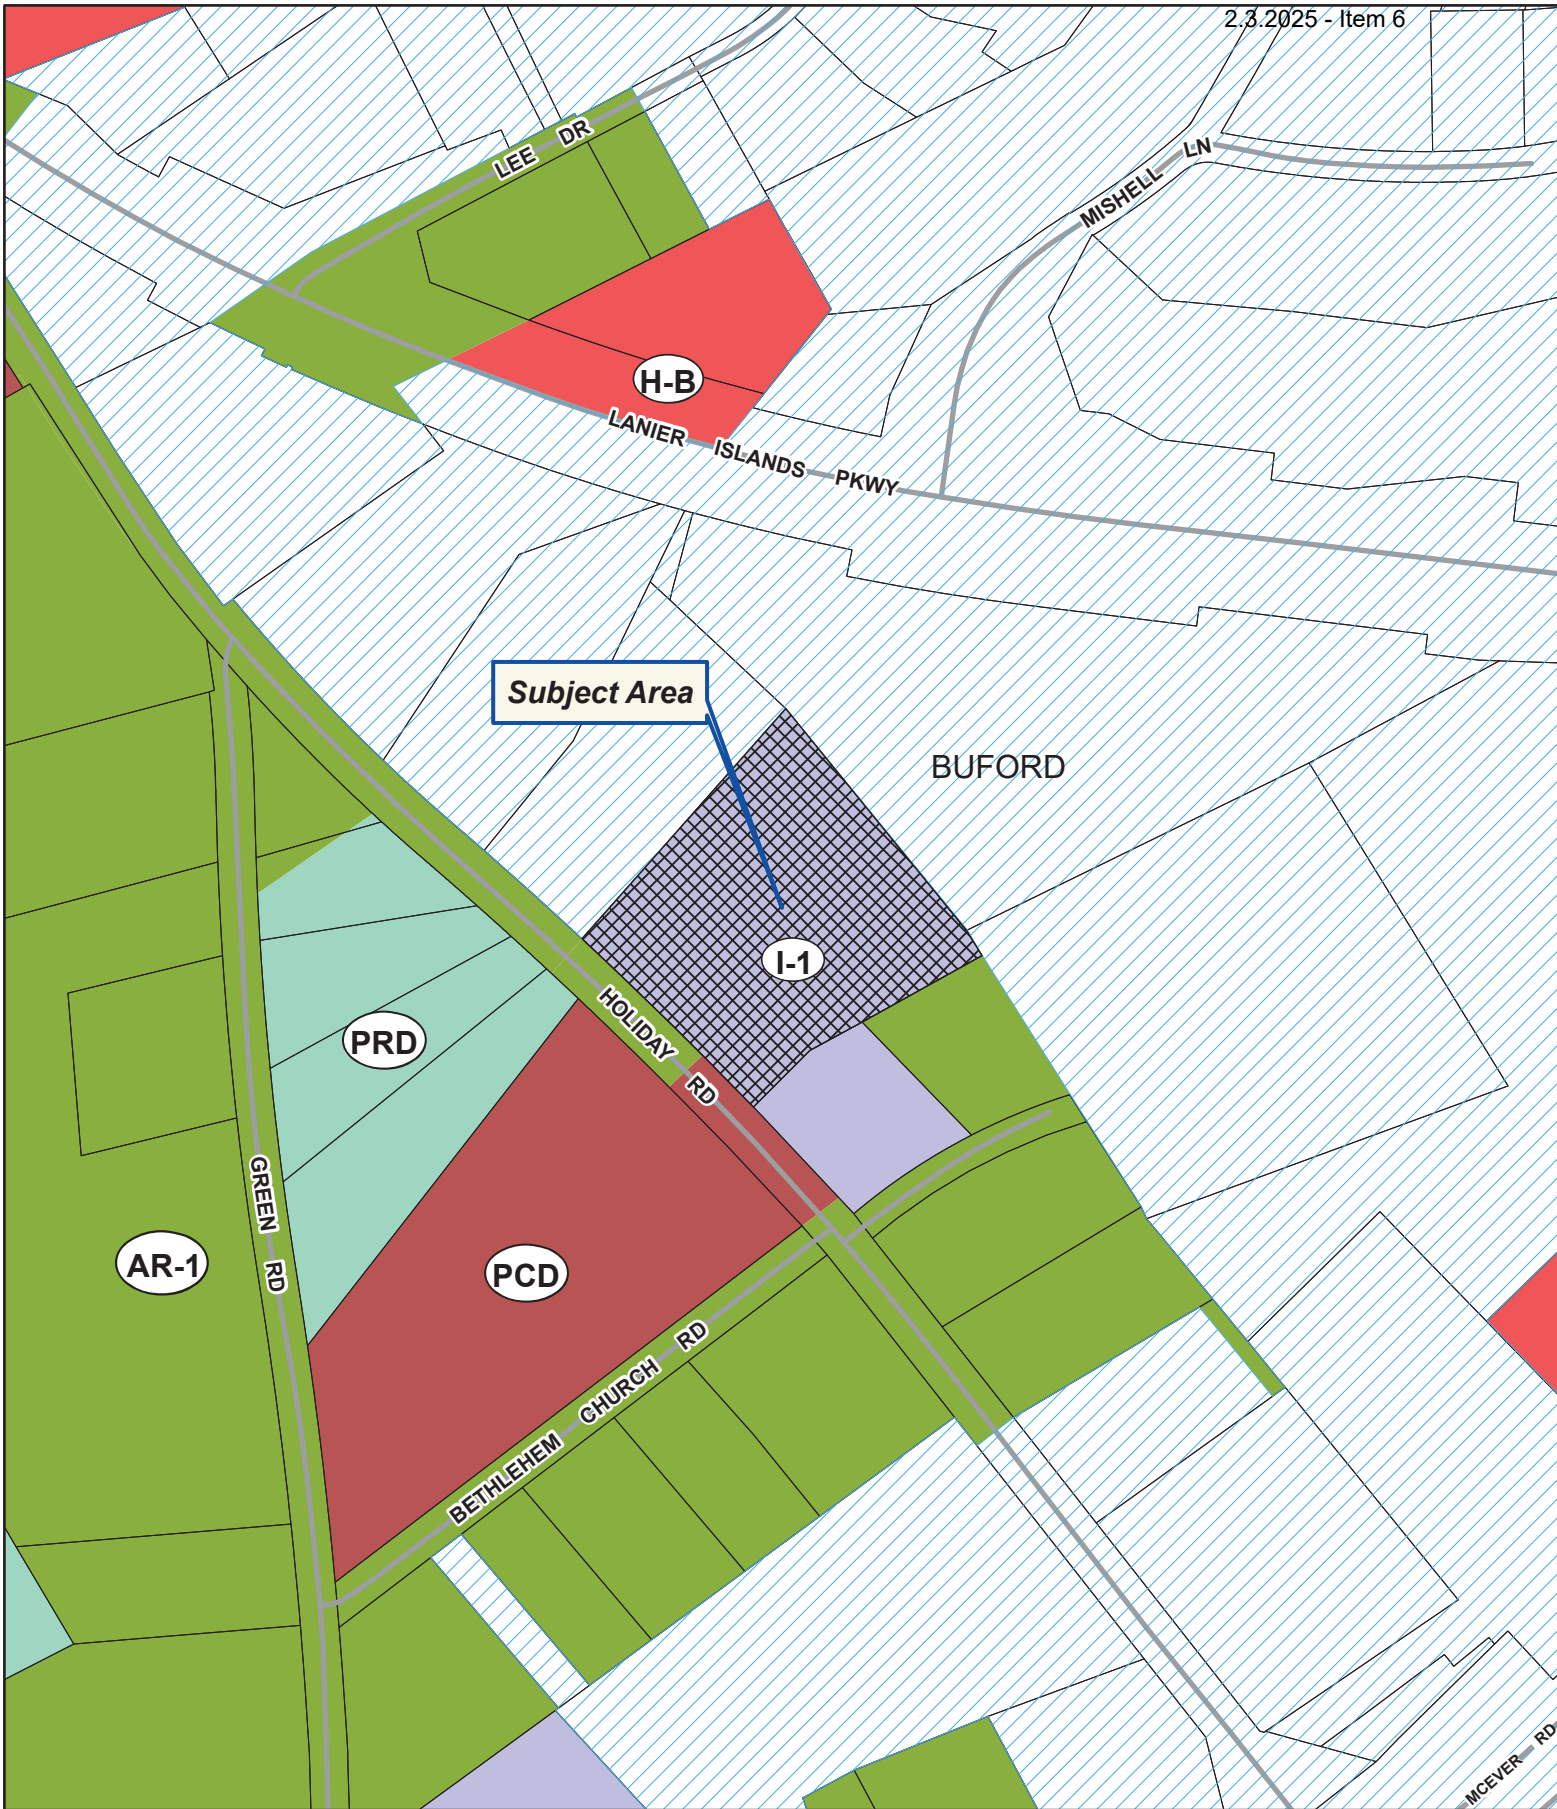 2.3.2025 - Item 6
LEE DR
MISHELL LN
H-B
LANIER ISLANDS PKWY
Subject Area
BUFORD
I-1
HOLIDAY RD
PRD
GREEN RD
AR-1
PCD
BETHLEHEM CHURCH RD
MCEVER RD